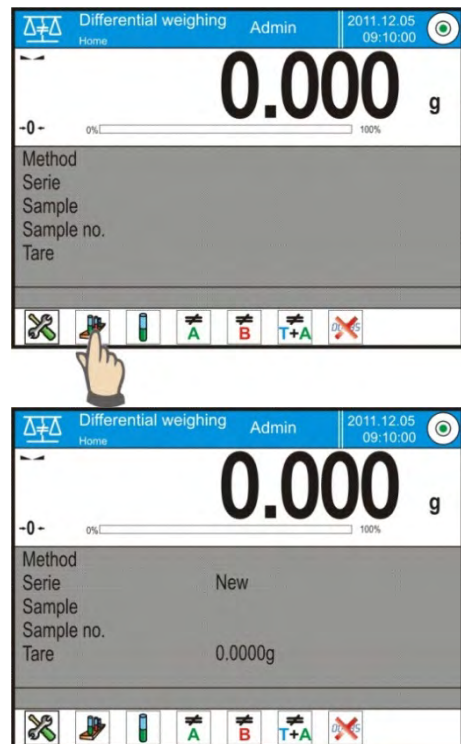 Differential weighing Admin 2011.12.05
Home 09:10:00
0.000 g
0% 100%
Method
Serie
Sample
Sample no.
Tare
A B T+A
Differential weighing Admin 2011.12.05
Home 09:10:00
0.000 g
0% 100%
Method
Serie New
Sample
Sample no.
Tare 0.0000g
A B T+A